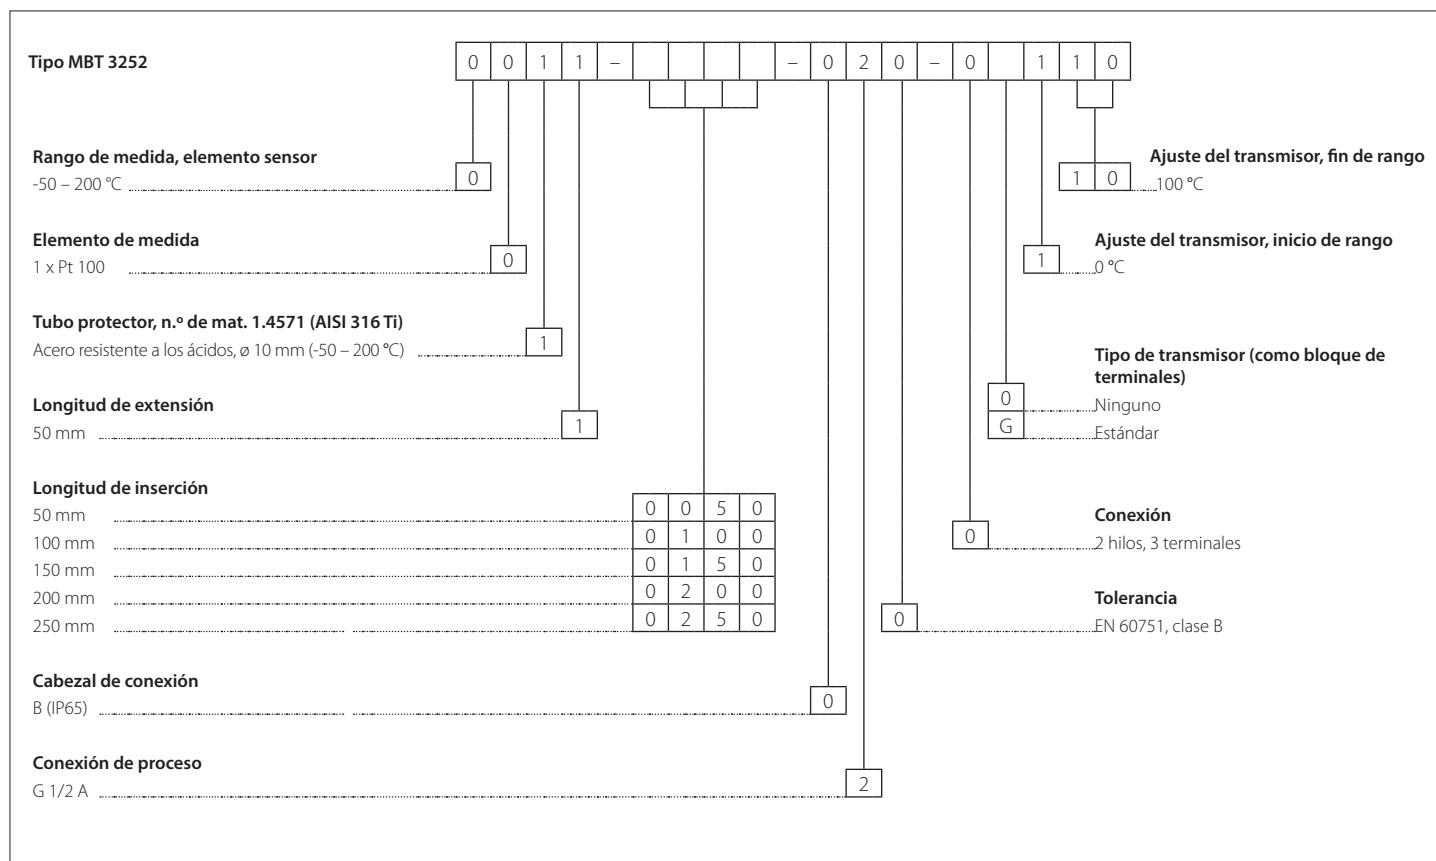 Tipo MBT 3252
0 0 1 1 – – 0 2 0 – 0 1 1 0
Rango de medida, elemento sensor
-50 – 200 °C 0
Elemento de medida
1 x Pt 100 0
Tubo protector, n.º de mat. 1.4571 (AISI 316 Ti)
Acero resistente a los ácidos, ø 10 mm (-50 – 200 °C) 1
Longitud de extensión
50 mm 1
Longitud de inserción
50 mm 0 0 5 0
100 mm 0 1 0 0
150 mm 0 1 5 0
200 mm 0 2 0 0
250 mm 0 2 5 0
Cabezal de conexión
B (IP65) 0
Conexión de proceso
G 1/2 A 2
Ajuste del transmisor, fin de rango
1 0 100 °C
Ajuste del transmisor, inicio de rango
1 0 °C
Tipo de transmisor (como bloque de
terminales)
0 Ninguno
G Estándar
Conexión
0 2 hilos, 3 terminales
Tolerancia
0 EN 60751, clase B